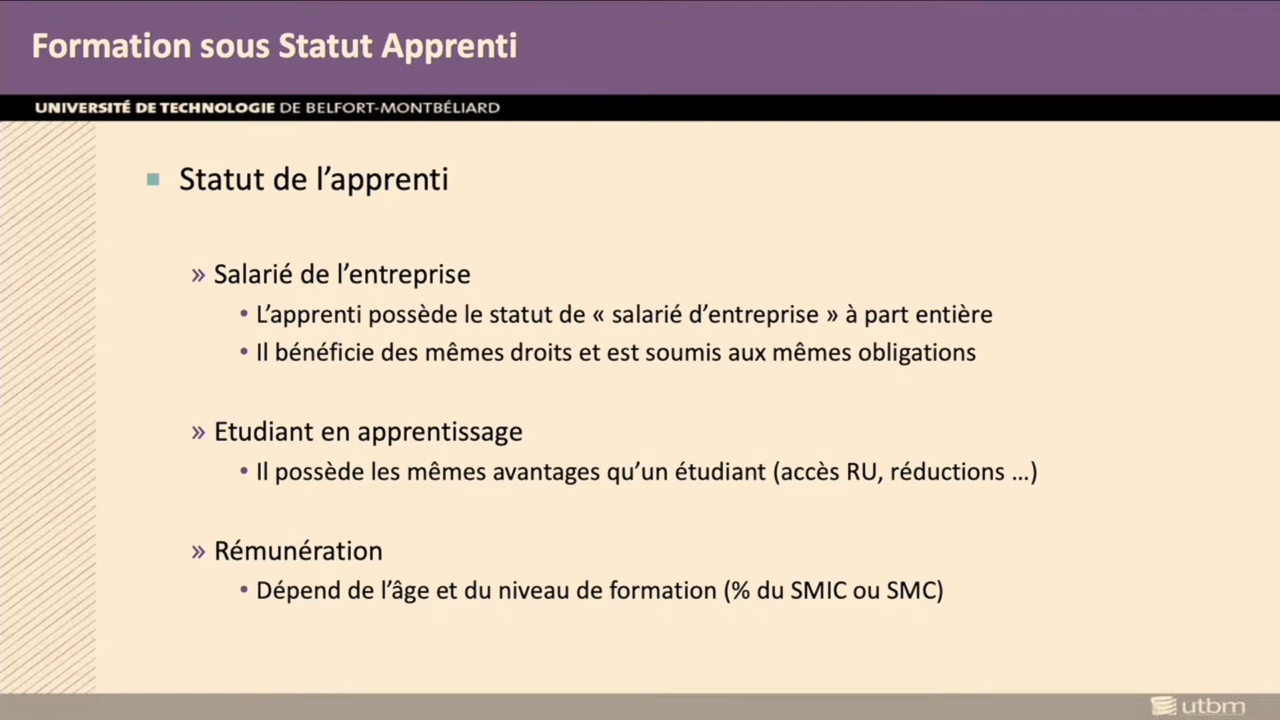 Formation sous Statut Apprenti
UNIVERSITÉ DE TECHNOLOGIE DE BELFORT-MONTBÉLIARD
Statut de l’apprenti
» Salarié de l’entreprise
• L’apprenti possède le statut de « salarié d’entreprise » à part entière
• Il bénéficie des mêmes droits et est soumis aux mêmes obligations
» Etudiant en apprentissage
• Il possède les mêmes avantages qu’un étudiant (accès RU, réductions …)
» Rémunération
• Dépend de l’âge et du niveau de formation (% du SMIC ou SMC)
utbm